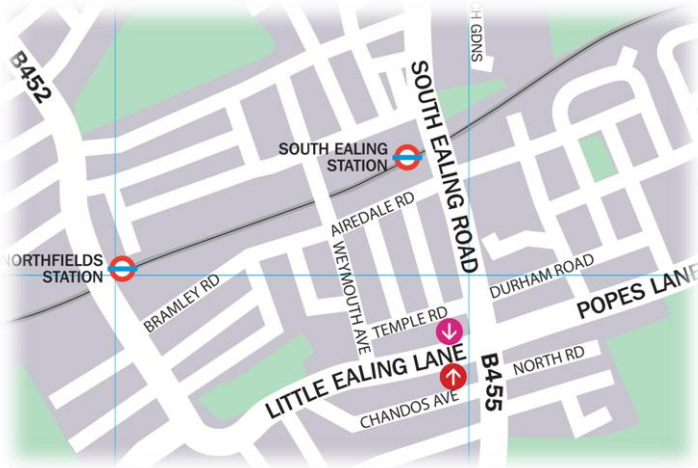 B452
CH GDNS
SOUTH EALING ROAD
SOUTH EALING
STATION
AIREDALE RD
WEYMOUTH AVE
NORTHFIELDS
STATION
BRAMLEY RD
DURHAM ROAD
POPES LANE
TEMPLE RD
LITTLE EALING LANE
B455
NORTH RD
CHANDOS AVE